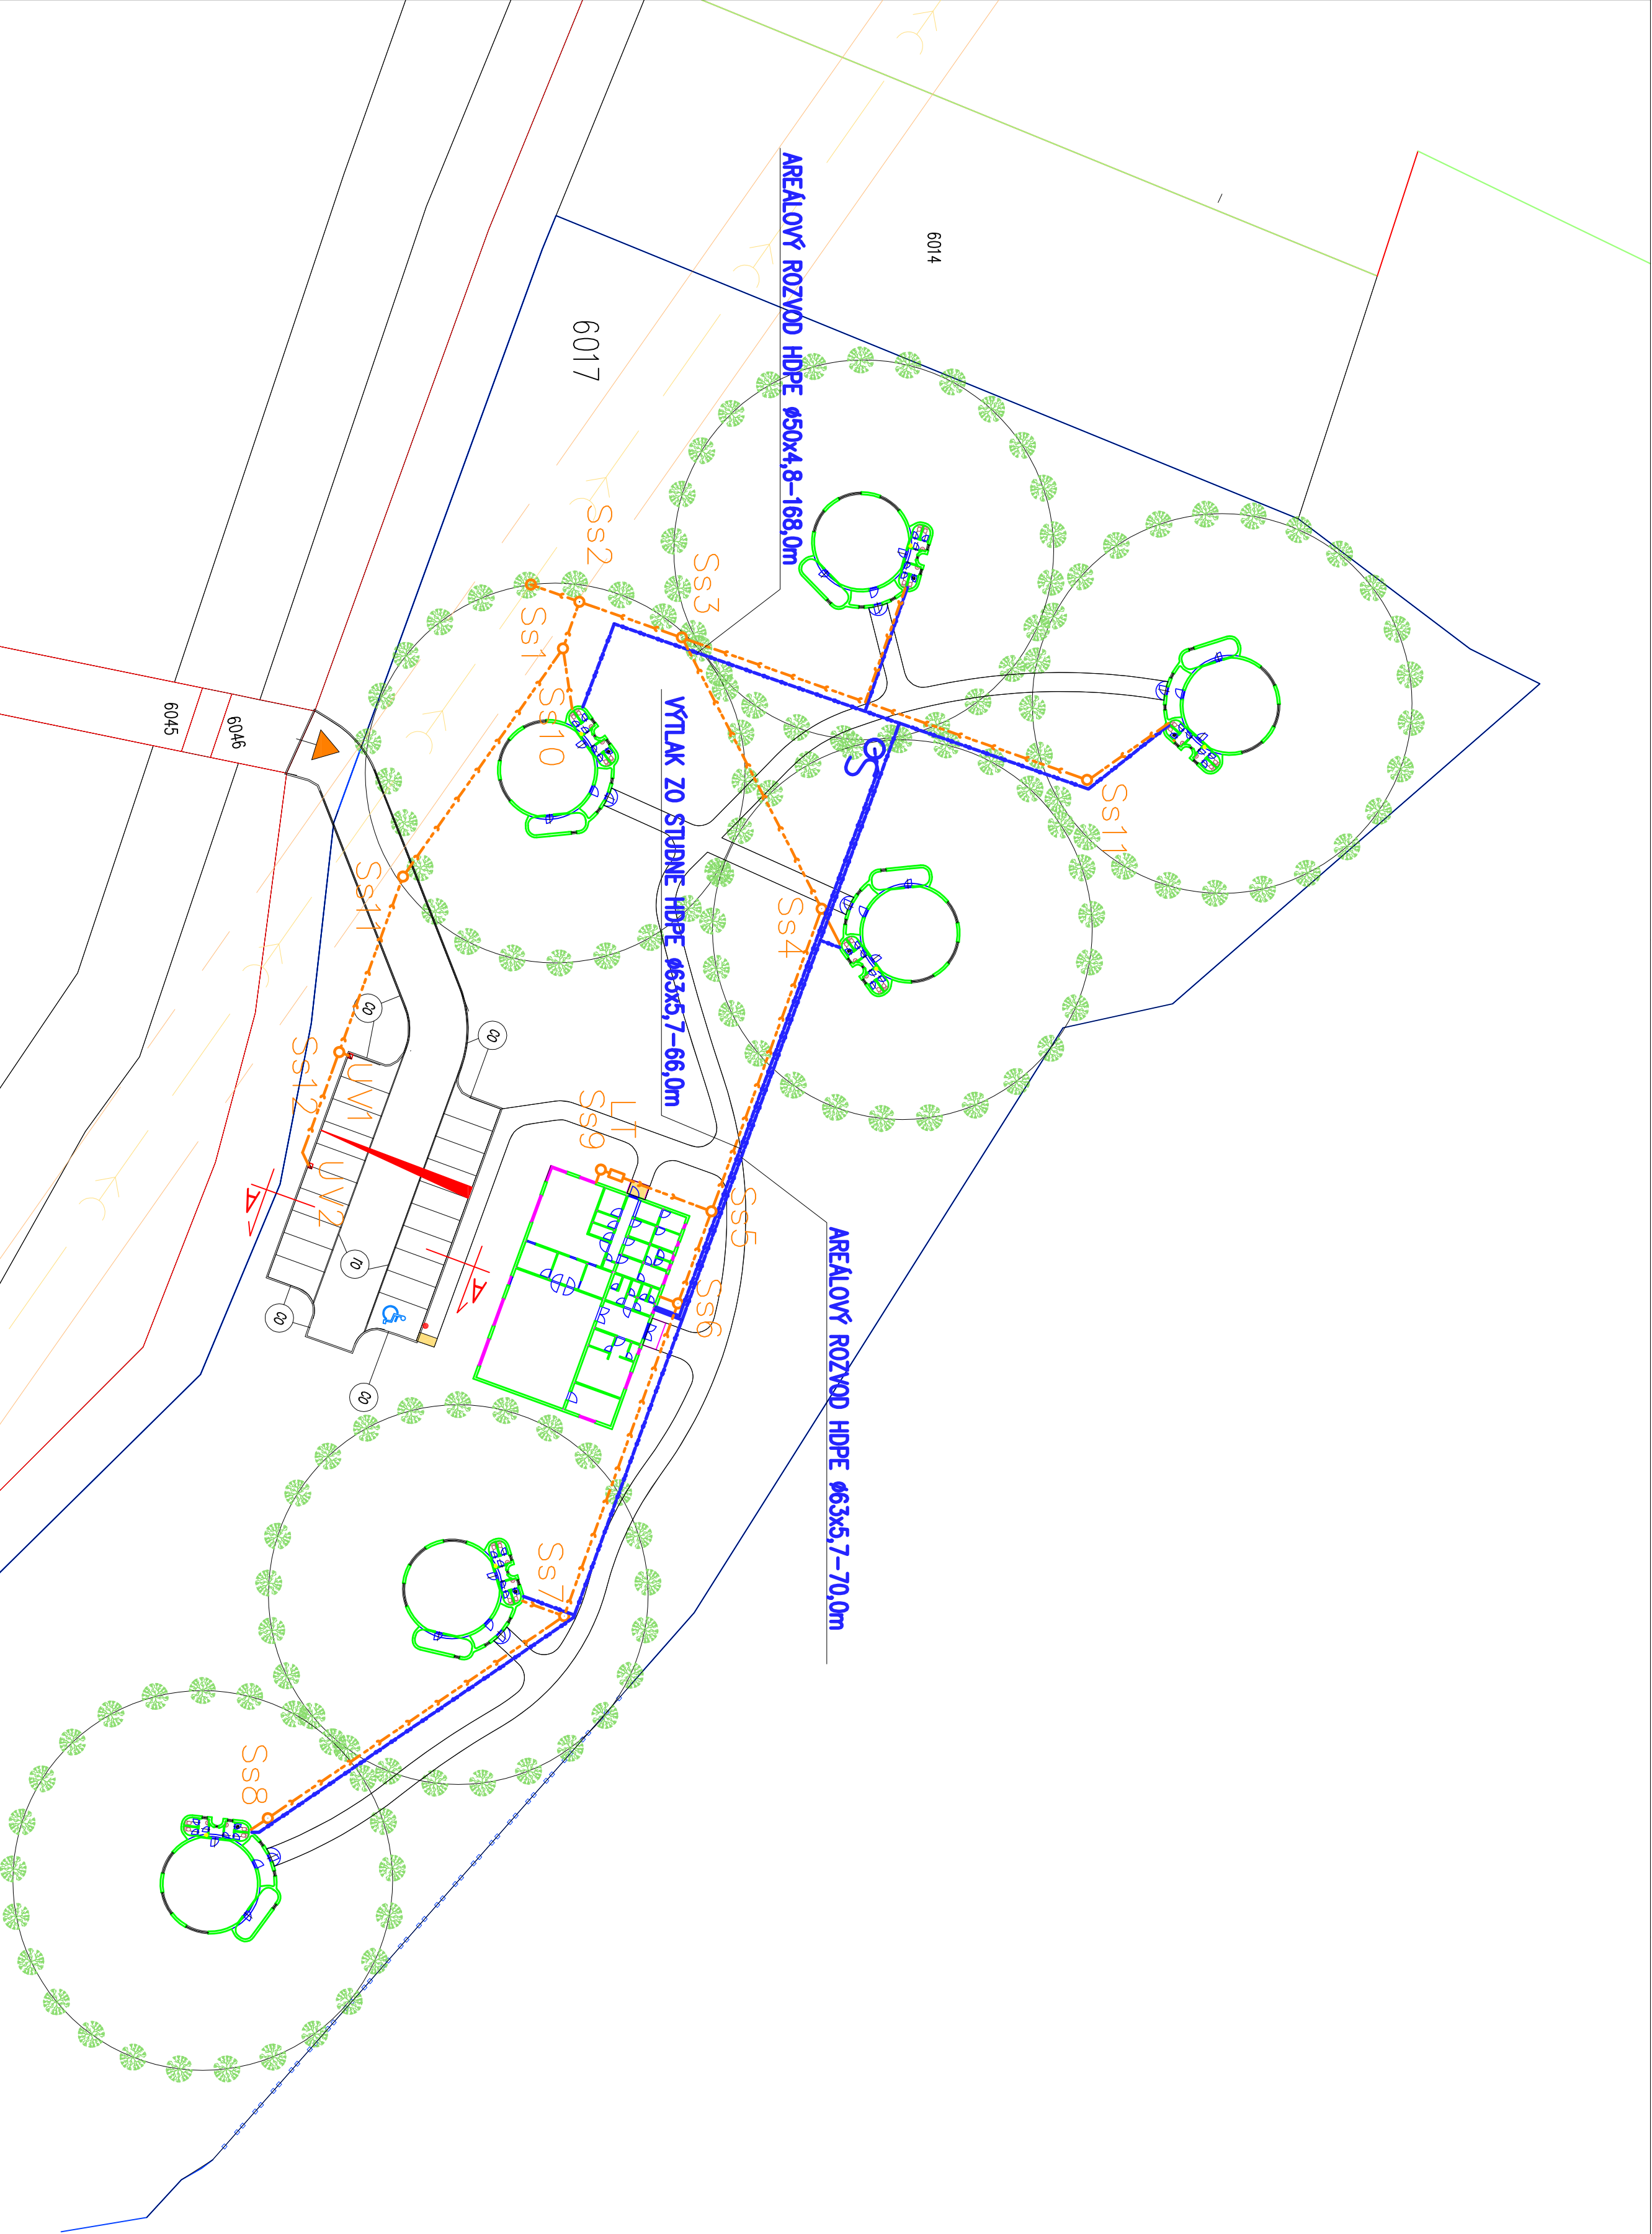 AREÁLOVÝ ROZVOD HDPE ø50x4,8-168,0m
6014
6017
Ss2
Ss3
Ss1
Ss10
VÝTLAK ZO STUDNE HDPE ø63x5,7-66,0m
6045
6046
S
Ss11
Ss11
Ss4
Ss12
UV1
UV2
LT
Ss9
Ss5
Ss6
A
A
AREÁLOVÝ ROZVOD HDPE ø63x5,7-70,0m
Ss7
Ss8